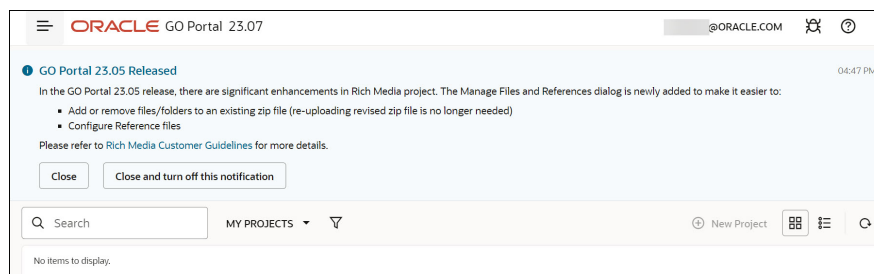 ORACLE GO Portal 23.07 @ORACLE.COM
GO Portal 23.05 Released 04:47 PM
In the GO Portal 23.05 release, there are significant enhancements in Rich Media project. The Manage Files and References dialog is newly added to make it easier to:
Add or remove files/folders to an existing zip file (re-uploading revised zip file is no longer needed)
Configure Reference files
Please refer to Rich Media Customer Guidelines for more details.
Close Close and turn off this notification
Search MY PROJECTS New Project
No items to display.